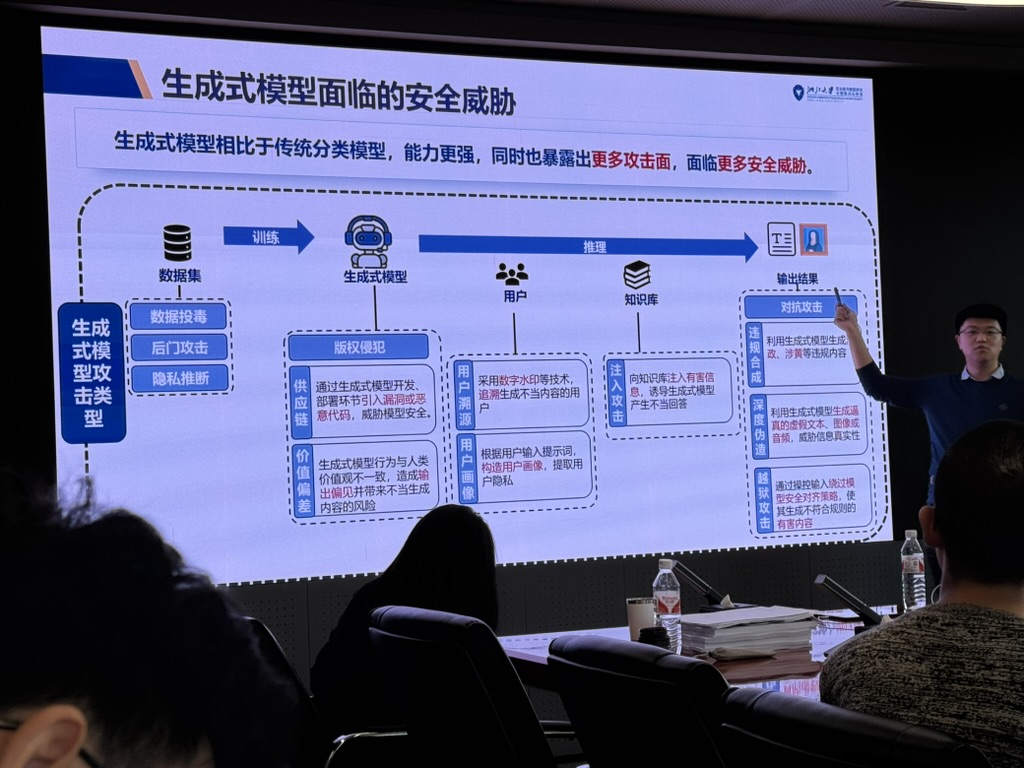 生成式模型面临的安全威胁
浙江大学
生成式模型相比于传统分类模型，能力更强，同时也暴露出更多攻击面，面临更多安全威胁。
生成
式模
型攻
击类
型
数据集
数据投毒
后门攻击
隐私推断
训练
生成式模型
版权侵犯
供应链
通过生成式模型开发、
部署环节引入漏洞或恶
意代码，威胁模型安全。
价值偏差
生成式模型行为与人类
价值观不一致，造成输
出偏见并带来不当生成
内容的风险
推理
用户
用户溯源
采用数字水印等技术，
追溯生成不当内容的用
户
用户画像
根据用户输入提示词，
构造用户画像，提取用
户隐私
知识库
注入攻击
向知识库注入有害信
息，诱导生成式模型
产生不当回答
输出结果
对抗攻击
违规合成
利用生成式模型生成
政、涉黄等违规内容
深度伪造
利用生成式模型生成逼
真的虚假文本、图像或
音频，威胁信息真实性
越狱攻击
通过操控输入绕过模
型安全对齐策略，使
其生成不符合规则的
有害内容